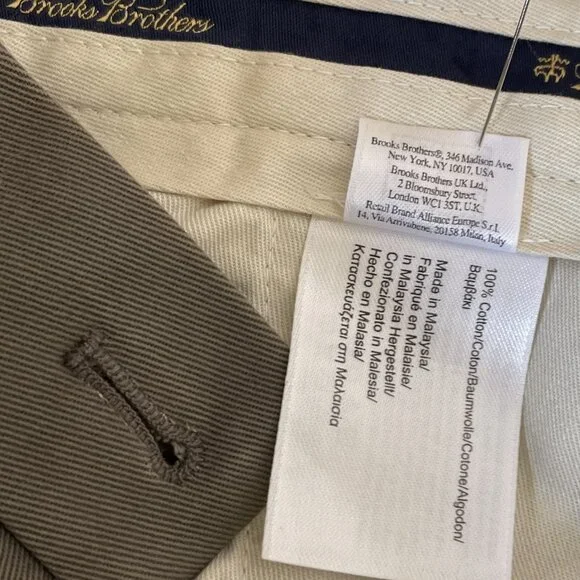 Brooks Brothers
Brooks Brothers®, 346 Madison Ave.
New York, NY 10017, USA
Brooks Brothers UK Ltd.,
2 Bloomsbury Street,
London WC1 3ST, U.K.
Retail Brand Alliance Europe S.r.l.
14, Via Arrivabene, 20158 Milan, Italy
100% Cotton/Coton/Baumwolle/Cotone/Algodon/
Βαμβάκι
Made in Malaysia/
Fabriqué en Malaisie/
in Malaysia Hergestellt/
Confezionato in Malesia/
Hecho en Malasia/
Κατασκευάζεται στη Μαλαισία